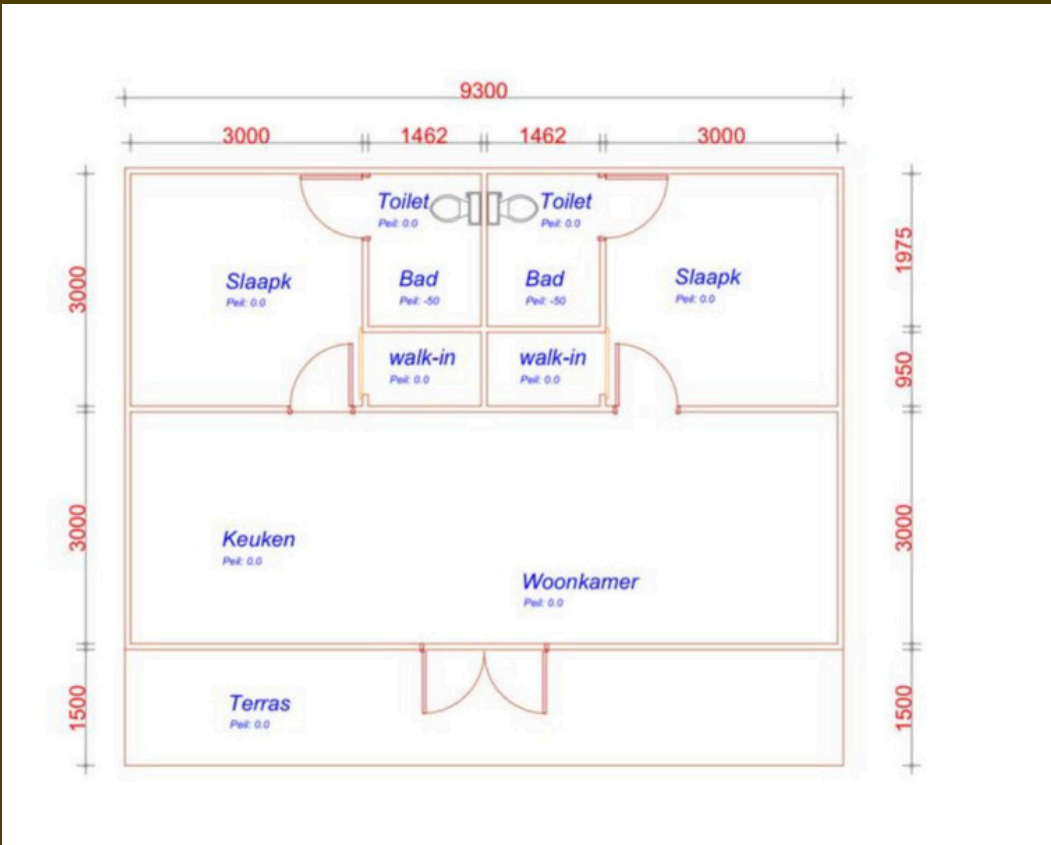 9300
3000
1462
1462
3000
Toilet
Peil: 0.0
Toilet
Peil: 0.0
1975
Slaapk
Peil: 0.0
Bad
Peil: -50
Bad
Peil: -50
Slaapk
Peil: 0.0
3000
walk-in
Peil: 0.0
walk-in
Peil: 0.0
950
3000
Keuken
Peil: 0.0
Woonkamer
Peil: 0.0
3000
1500
Terras
Peil: 0.0
1500